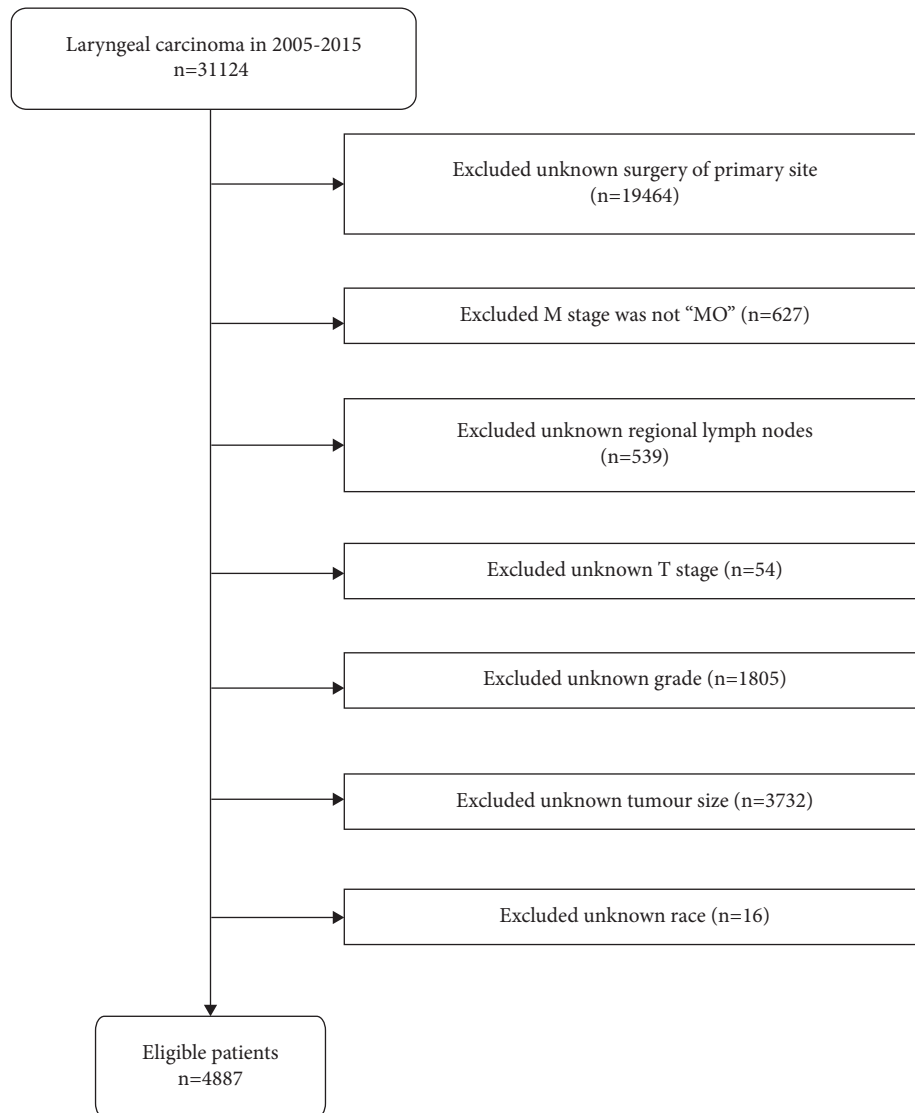 Laryngeal carcinoma in 2005-2015
n=31124
Excluded unknown surgery of primary site
(n=19464)
Excluded M stage was not “MO” (n=627)
Excluded unknown regional lymph nodes
(n=539)
Excluded unknown T stage (n=54)
Excluded unknown grade (n=1805)
Excluded unknown tumour size (n=3732)
Excluded unknown race (n=16)
Eligible patients
n=4887